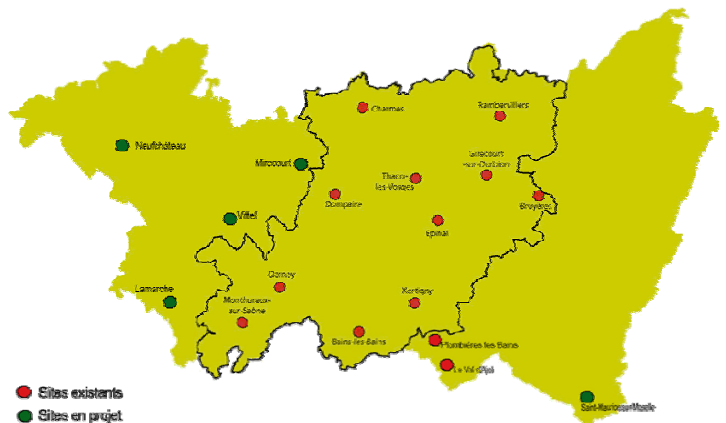 Charmes
Rambervillers
Neufchâteau
Mirecourt
Girecourt
sur-Durbion
Thaon-
les-Vosges
Dompaire
Bruyères
Vittel
Epinal
Darney
Lamarche
Monthureux-
sur-Saône
Xertigny
Bains-les-Bains
Plombières les Bains
Le Val d'Ajol
Sites existants
Sites en projet
Saint-Maurice-sur-Moselle